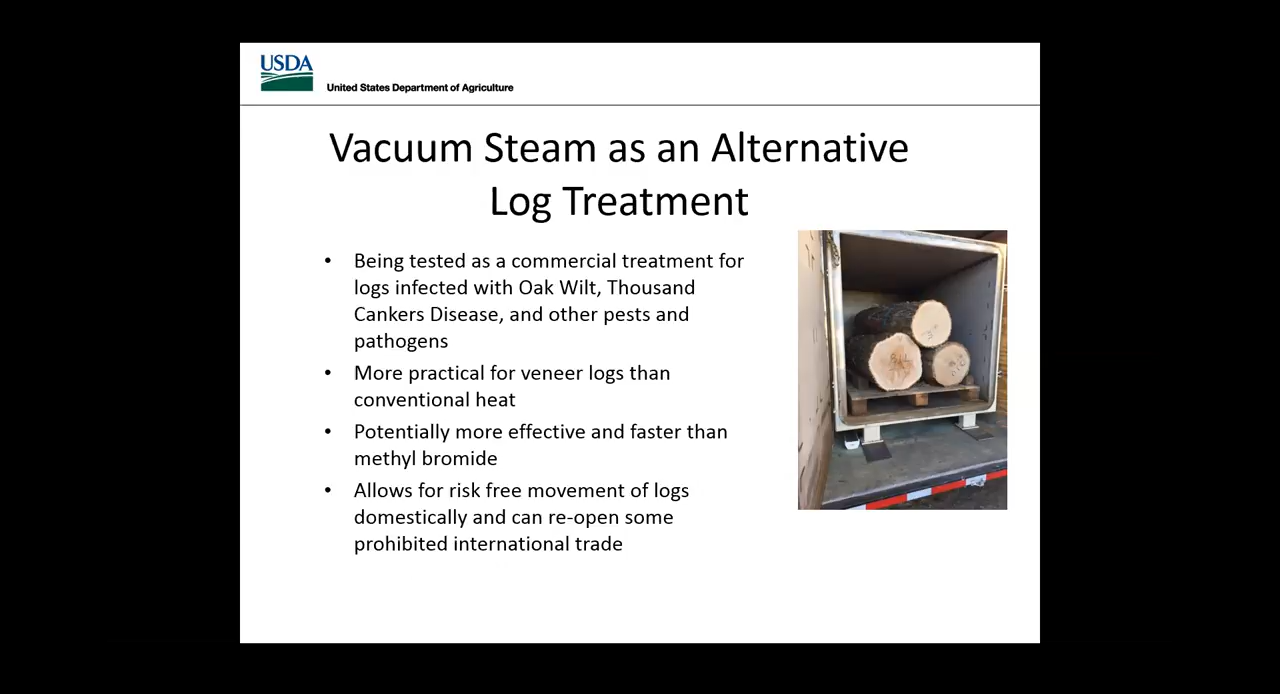 USDA
United States Department of Agriculture
Vacuum Steam as an Alternative
Log Treatment
• Being tested as a commercial treatment for
logs infected with Oak Wilt, Thousand
Cankers Disease, and other pests and
pathogens
• More practical for veneer logs than
conventional heat
• Potentially more effective and faster than
methyl bromide
• Allows for risk free movement of logs
domestically and can re-open some
prohibited international trade